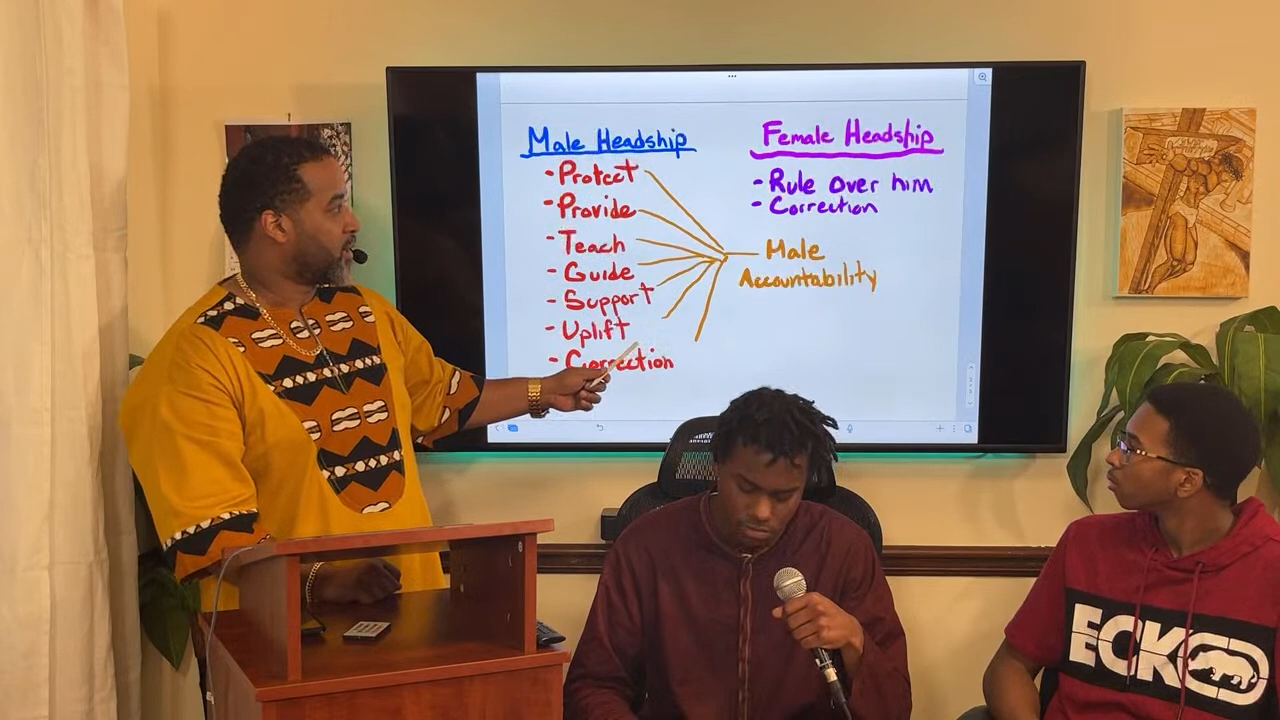 Male Headship
- Protect
- Provide
- Teach
- Guide
- Support
- Uplift
- Correction
Female Headship
- Rule Over him
- Correction
Male
Accountability
ECKO